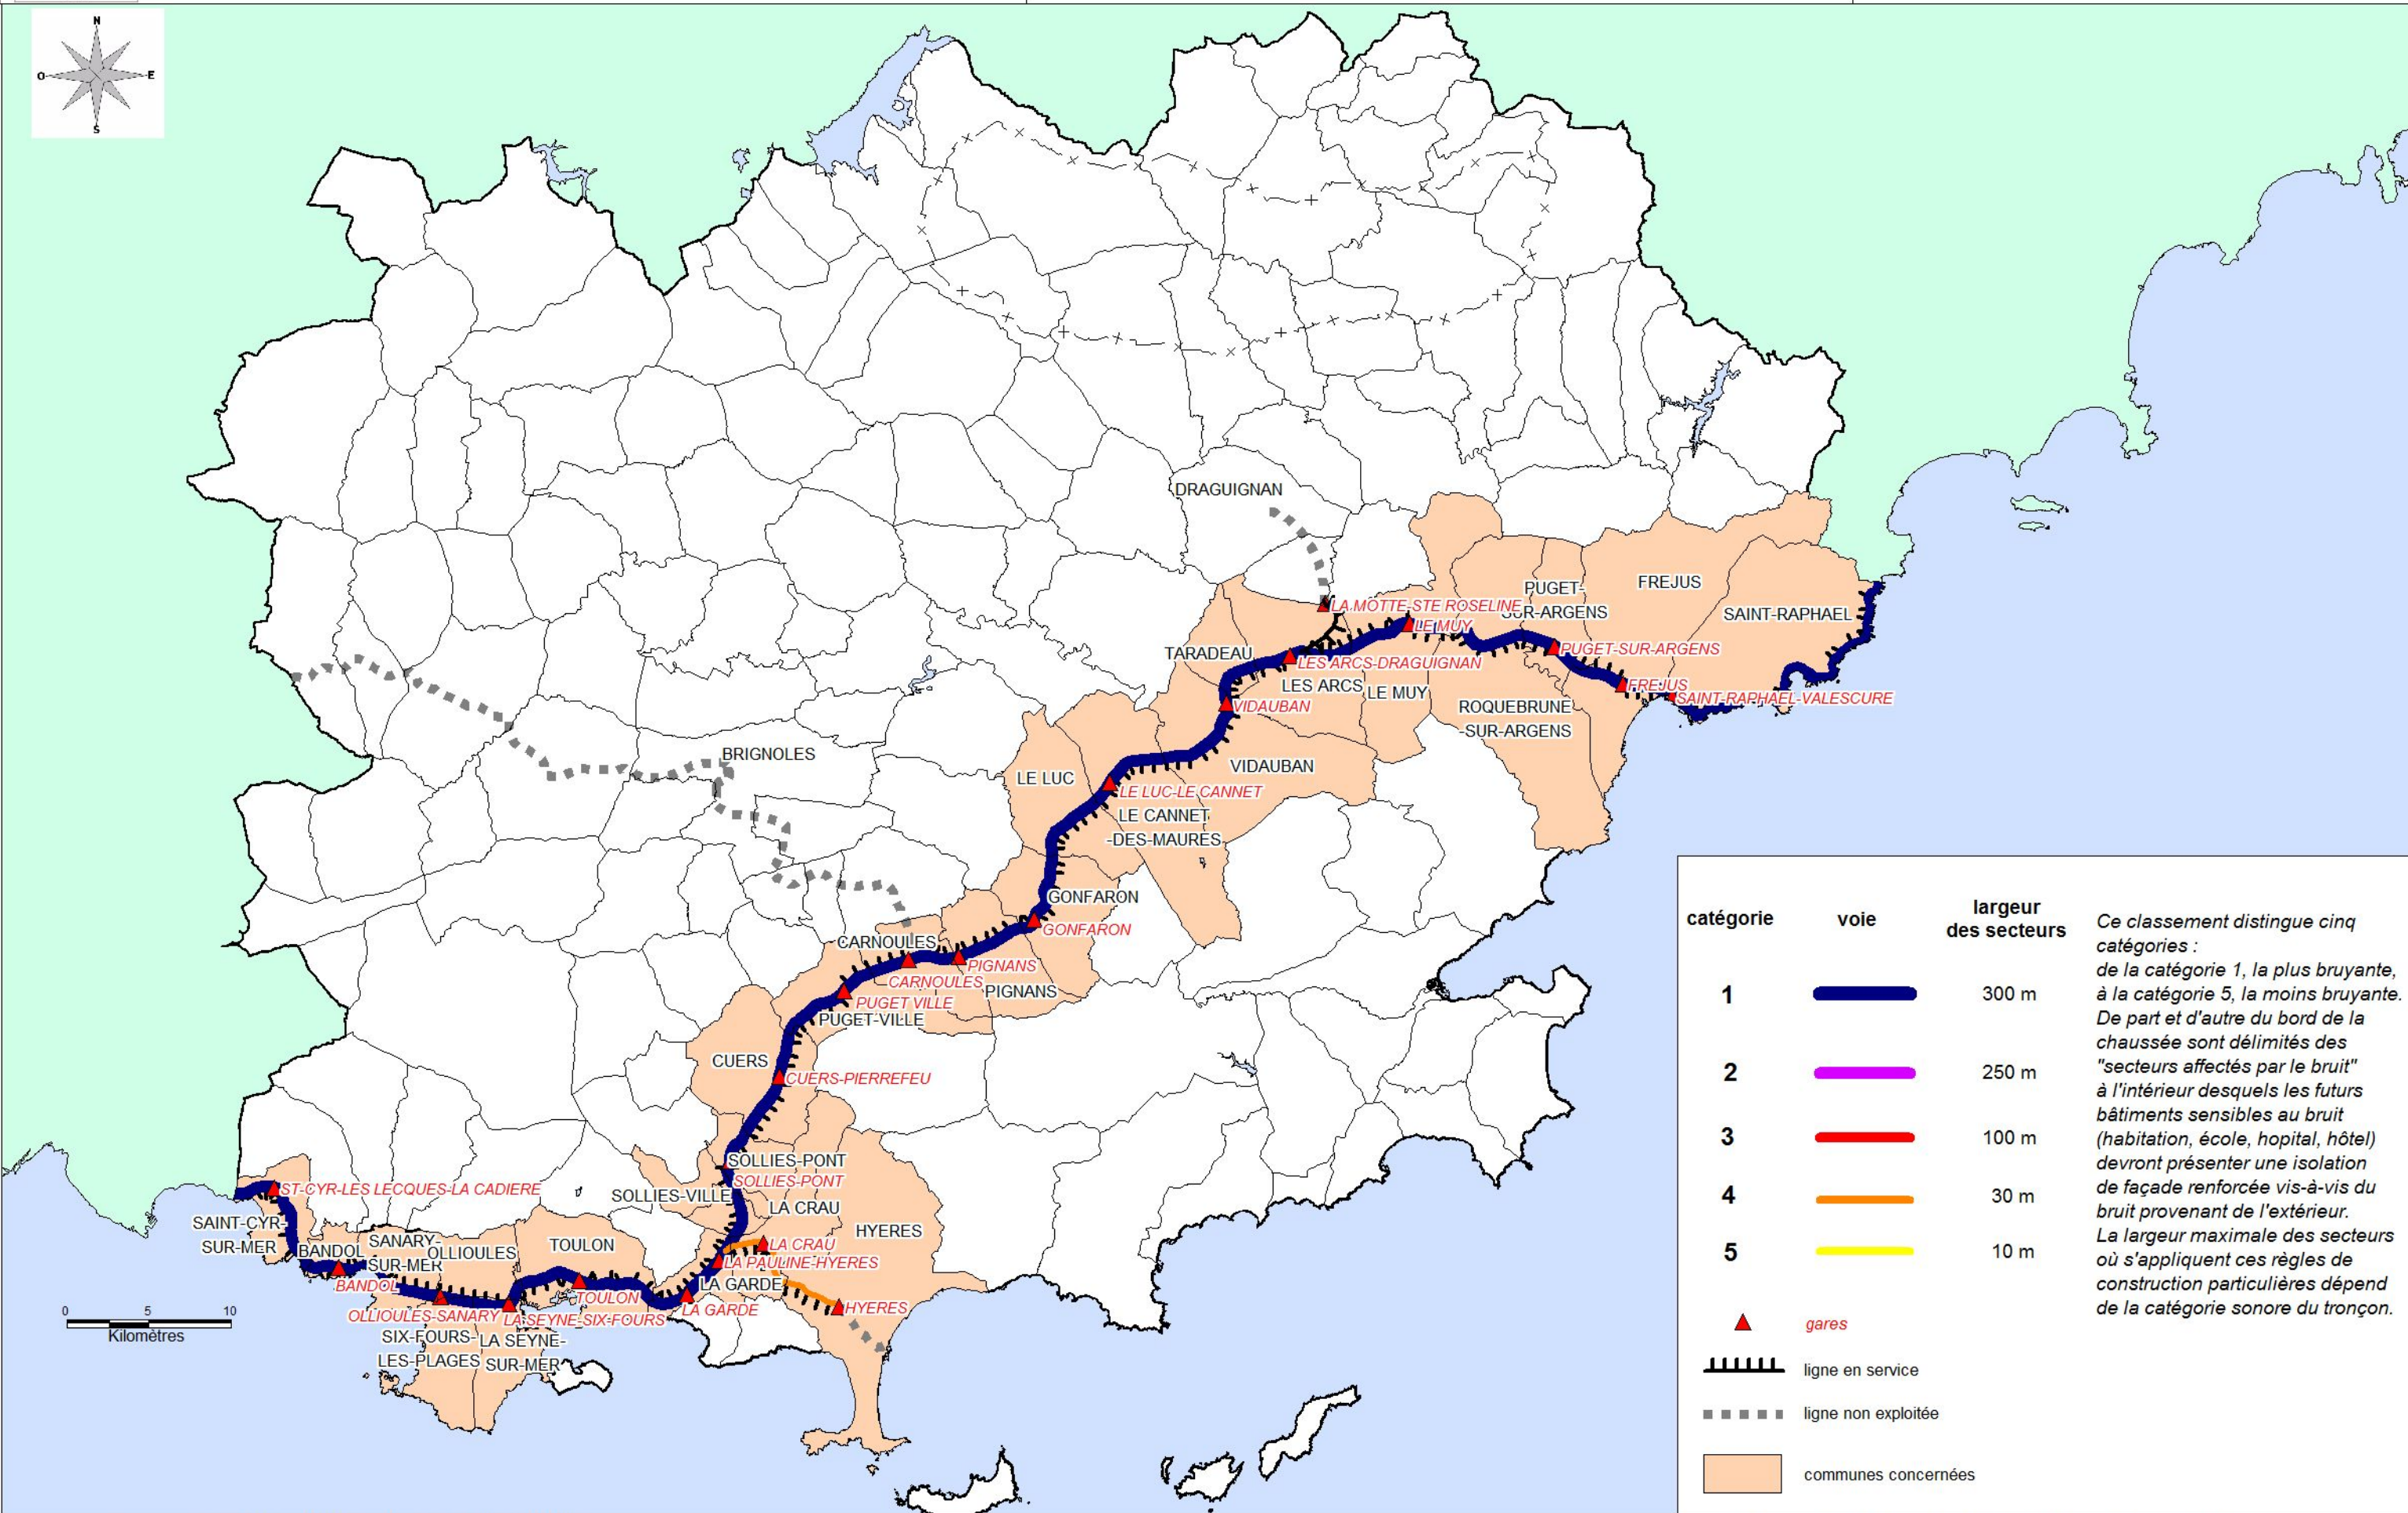 N
O
E
S
DRAGUIGNAN
PUGET-
SUR-ARGENS
FREJUS
SAINT-RAPHAEL
LA MOTTE-STE ROSELINE
LE MUY
TARADEAU
LES ARCS-DRAGUIGNAN
PUGET-SUR-ARGENS
LES ARCS
LE MUY
FREJUS
SAINT-RAPHAEL-VALESCURE
VIDAUBAN
ROQUEBRUNE
-SUR-ARGENS
BRIGNOLES
LE LUC
VIDAUBAN
LE LUC-LE CANNET
LE CANNET
-DES-MAURES
GONFARON
GONFARON
CARNOULES
PIGNANS
CARNOULES
PIGNANS
PUGET VILLE
PUGET-VILLE
CUERS
CUERS-PIERREFEU
SOLLIES-PONT
SOLLIES-PONT
SOLLIES-VILLE
LA CRAU
HYERES
ST-CYR-LES LECQUES-LA CADIERE
SAINT-CYR-
SUR-MER
BANDOL
SANARY-
SUR-MER
OLLIOULES
TOULON
LA CRAU
LA PAULINE-HYERES
LA GARDE
BANDOL
TOULON
LA GARDE
HYERES
OLLIOULES-SANARY
LA SEYNE-SIX-FOURS
SIX-FOURS-
LES-PLAGES
LA SEYNE-
SUR-MER
0 5 10
Kilomètres
catégorie voie largeur
des secteurs
1 300 m
2 250 m
3 100 m
4 30 m
5 10 m
gares
ligne en service
ligne non exploitée
communes concernées
Ce classement distingue cinq
catégories :
de la catégorie 1, la plus bruyante,
à la catégorie 5, la moins bruyante.
De part et d'autre du bord de la
chaussée sont délimités des
"secteurs affectés par le bruit"
à l'intérieur desquels les futurs
bâtiments sensibles au bruit
(habitation, école, hopital, hôtel)
devront présenter une isolation
de façade renforcée vis-à-vis du
bruit provenant de l'extérieur.
La largeur maximale des secteurs
où s'appliquent ces règles de
construction particulières dépend
de la catégorie sonore du tronçon.